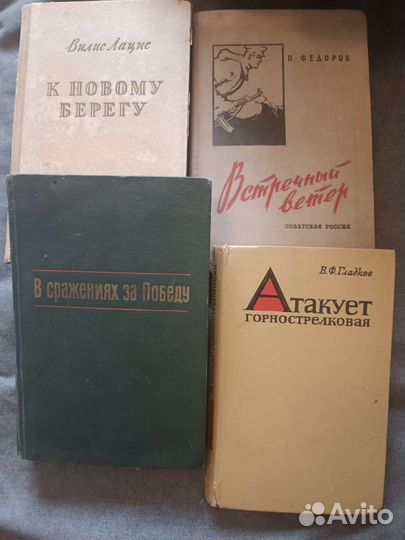 Вилис Лацис
К НОВОМУ
БЕРЕГУ
П. ФЕДОРОВ
Встречный
ветер
СОВЕТСКАЯ РОССИЯ
В сражениях за Победу
В.Ф.Гладков
Атакует
ГОРНОСТРЕЛКОВАЯ
Avito